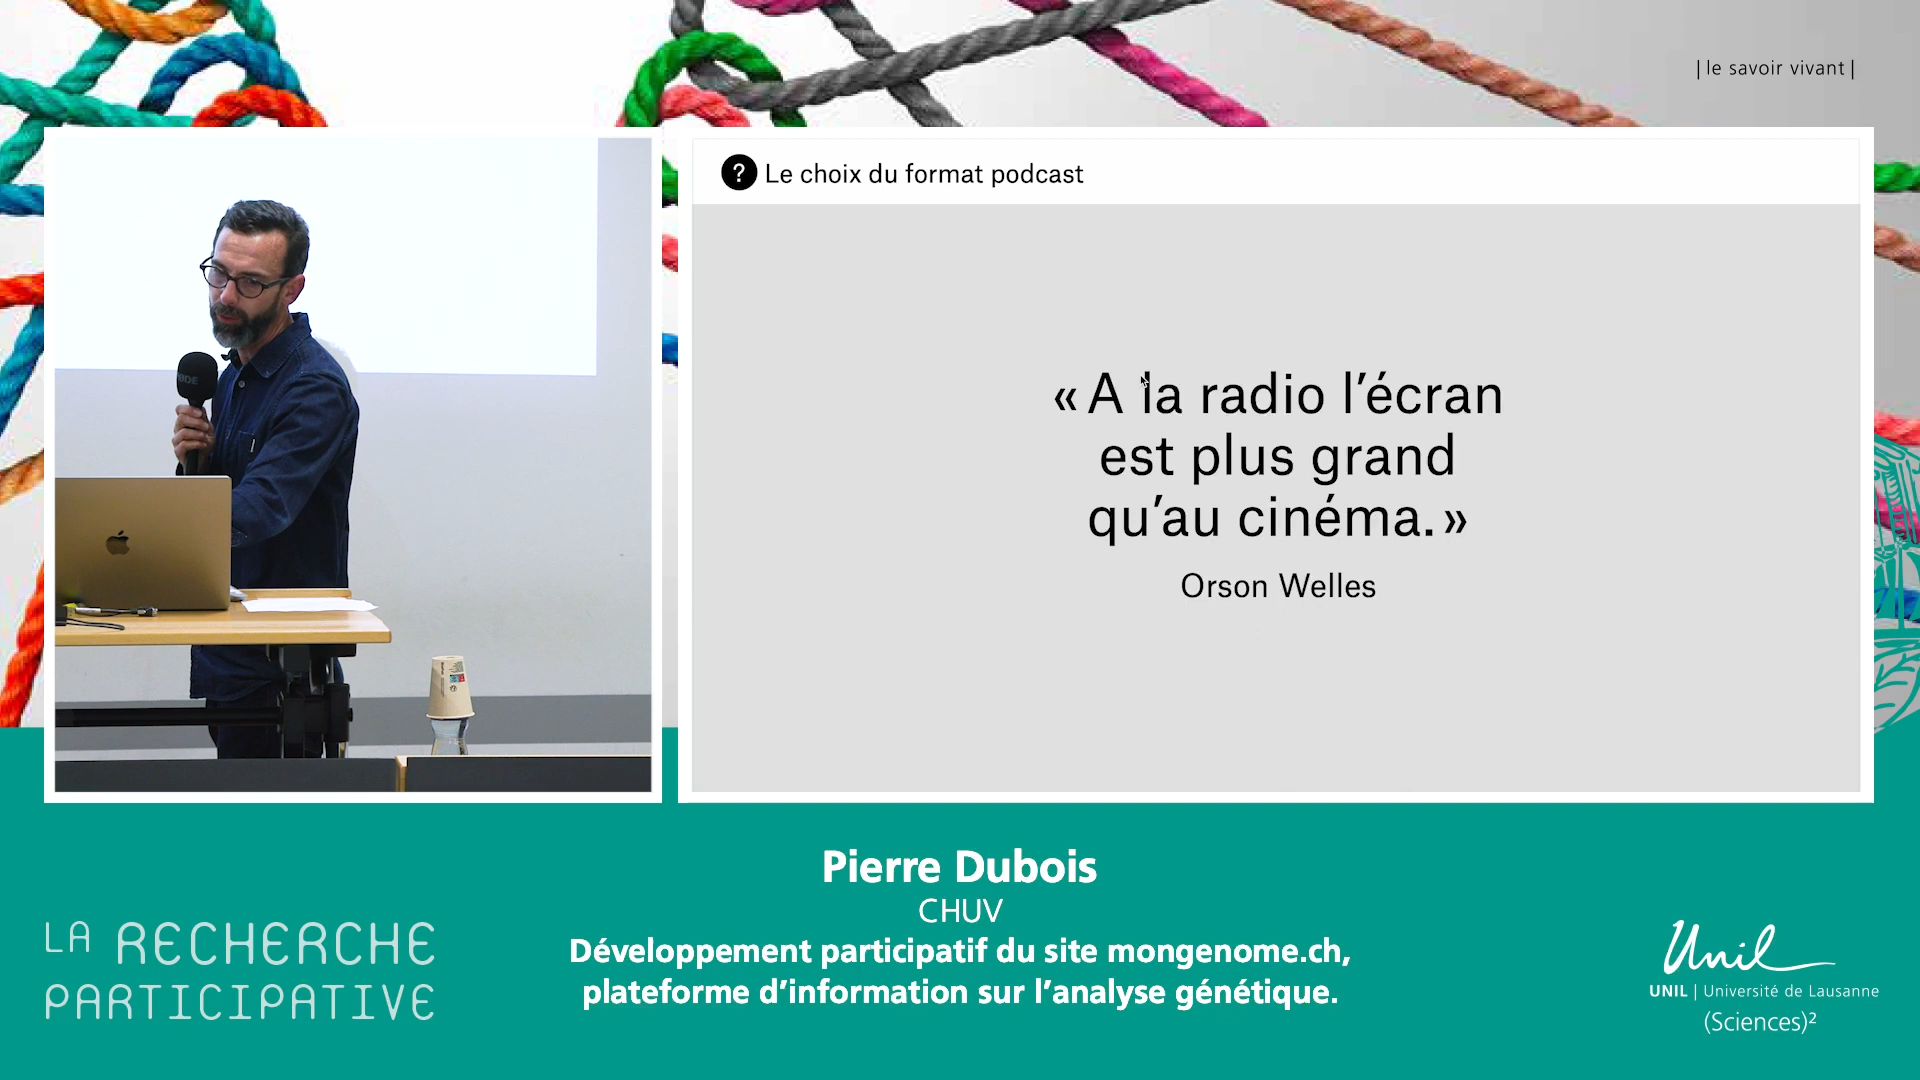 | le savoir vivant |
? Le choix du format podcast
« A la radio l’écran
est plus grand
qu’au cinéma. »
Orson Welles
RØDE
Pierre Dubois
CHUV
Développement participatif du site mongenome.ch,
plateforme d’information sur l’analyse génétique.
LA RECHERCHE
PARTICIPATIVE
Unil
UNIL | Université de Lausanne
(Sciences)²